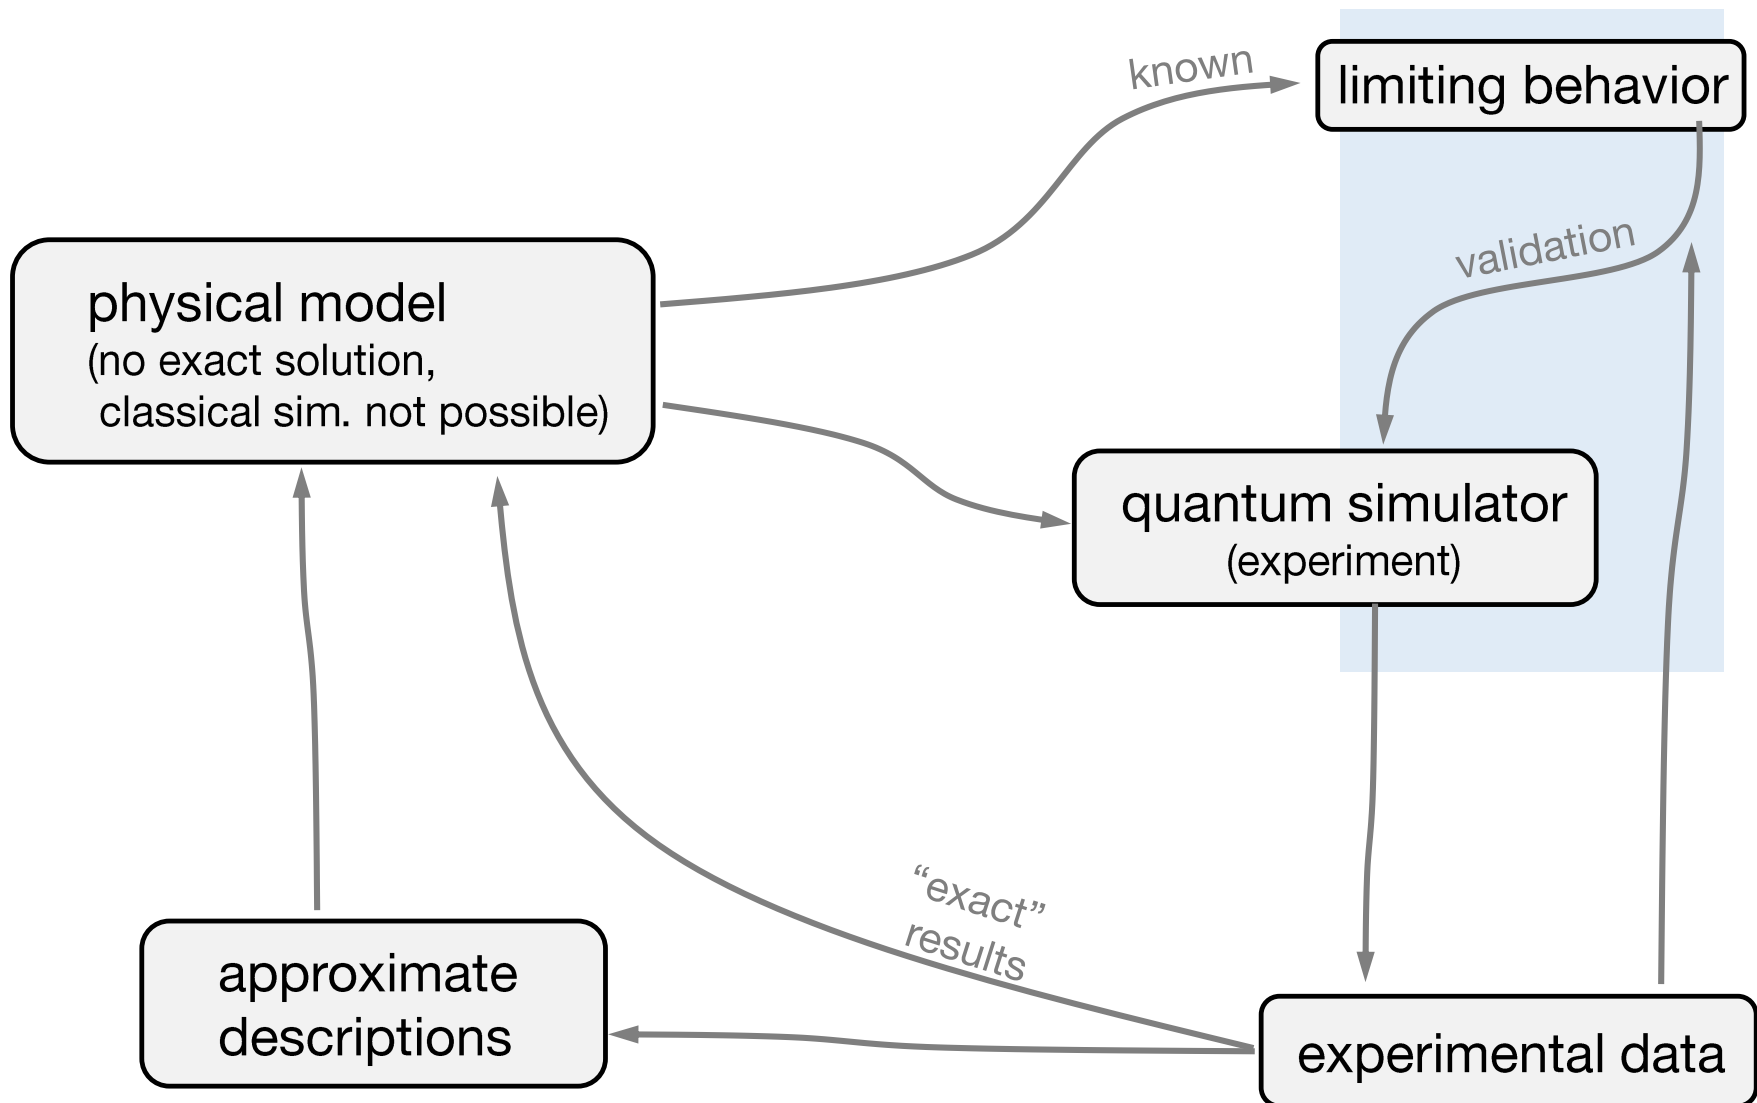 known
limiting behavior
validation
physical model
(no exact solution,
classical sim. not possible)
quantum simulator
(experiment)
“exact”
results
approximate
descriptions
experimental data